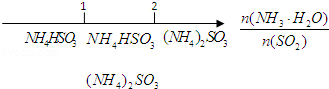 1 2
NH₄HSO₃ NH₄HSO₃ (NH₄)₂SO₃ n(NH₃·H₂O)/n(SO₂)
(NH₄)₂SO₃